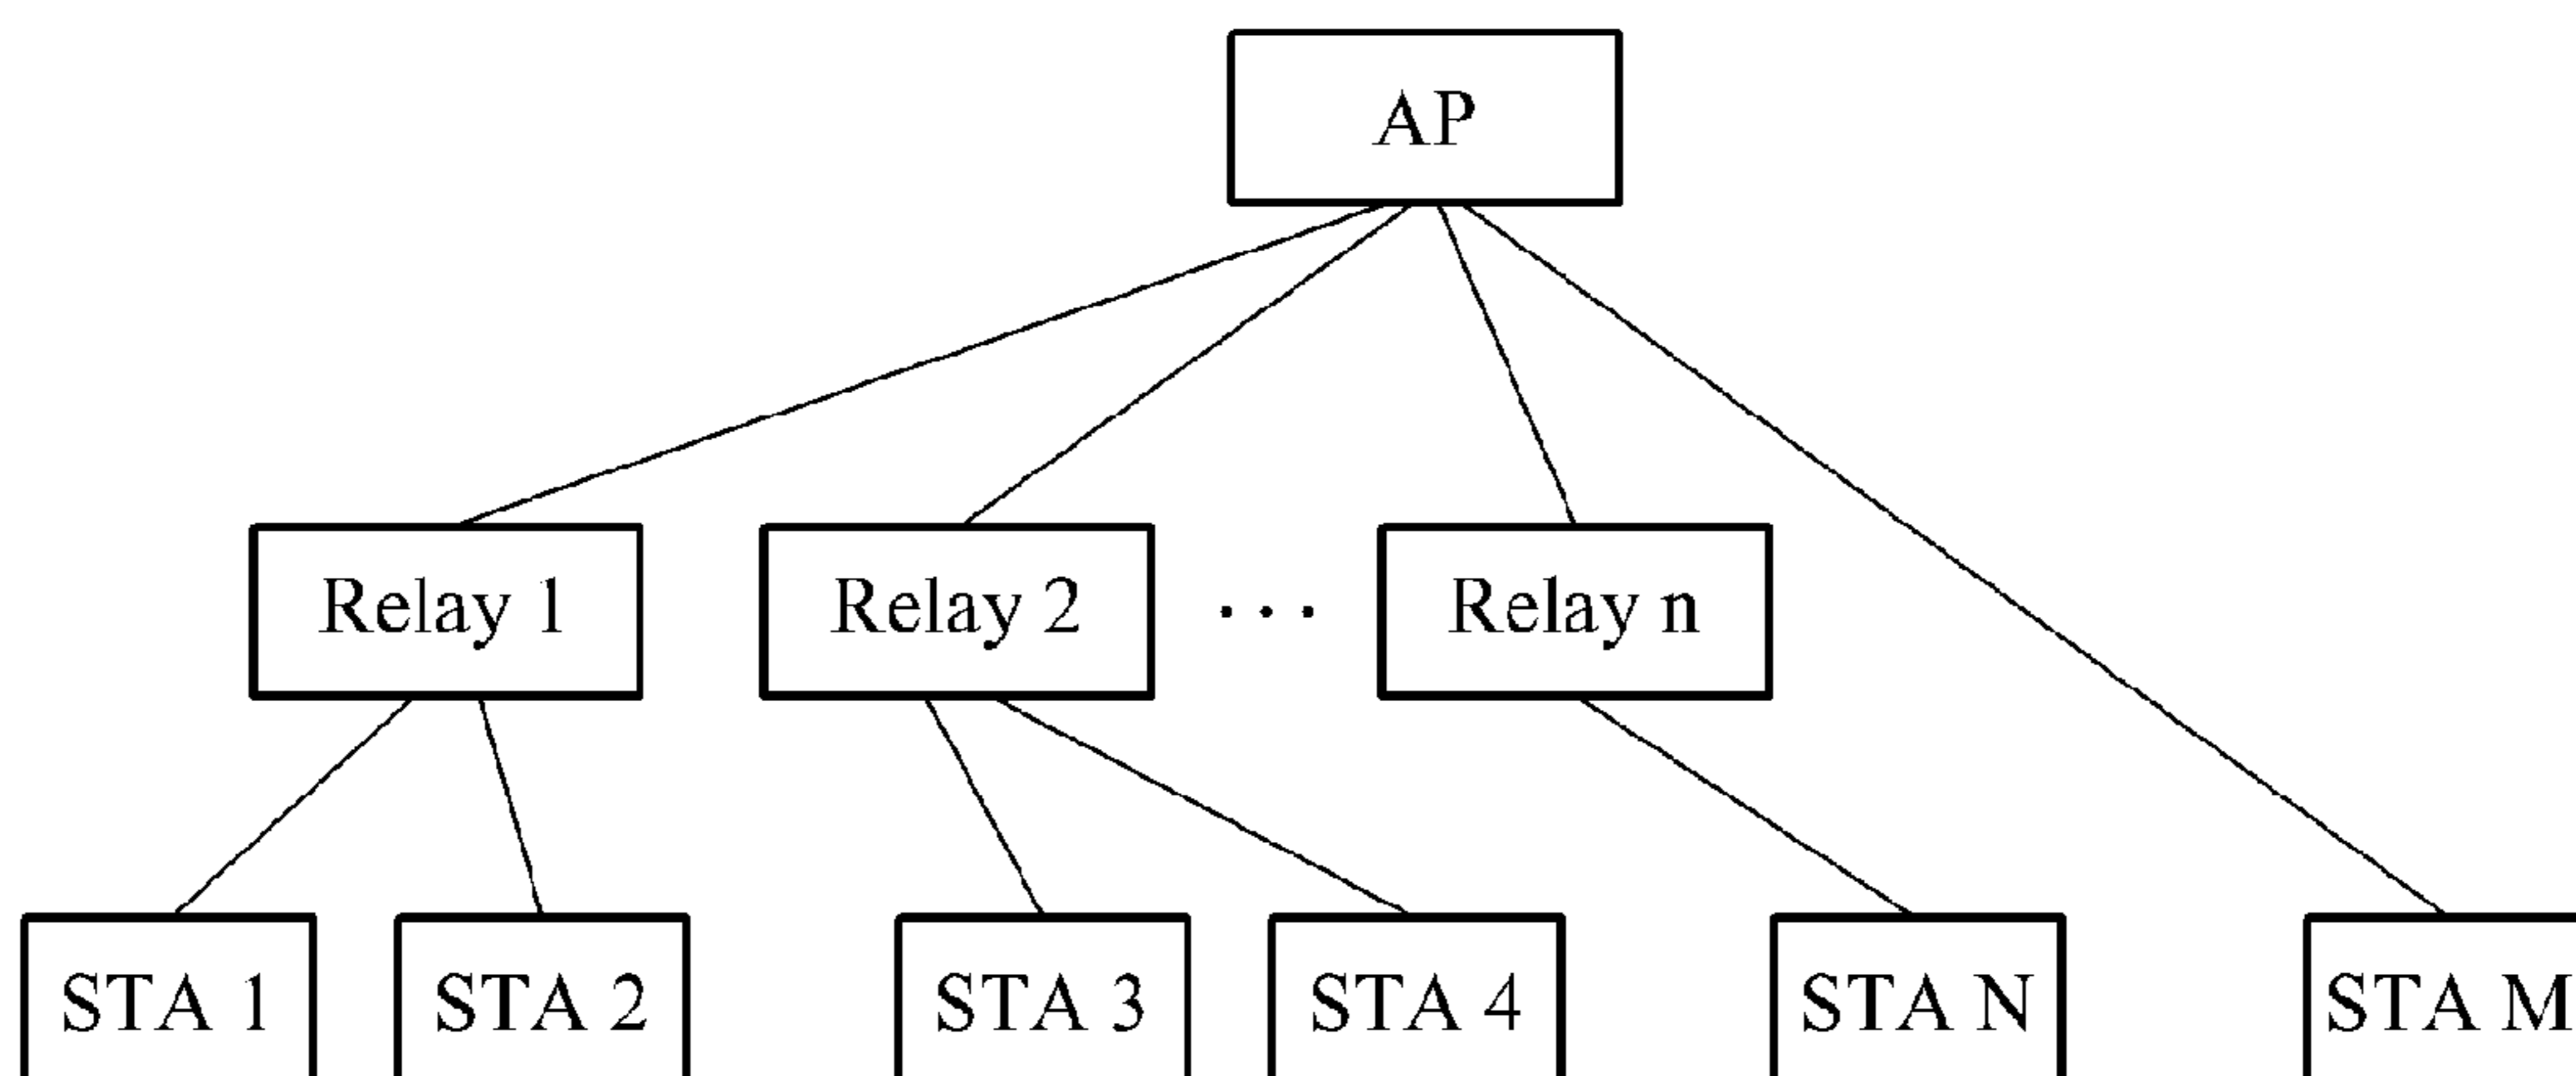 AP
Relay 1 Relay 2 ... Relay n
STA 1 STA 2 STA 3 STA 4 STA N STA M